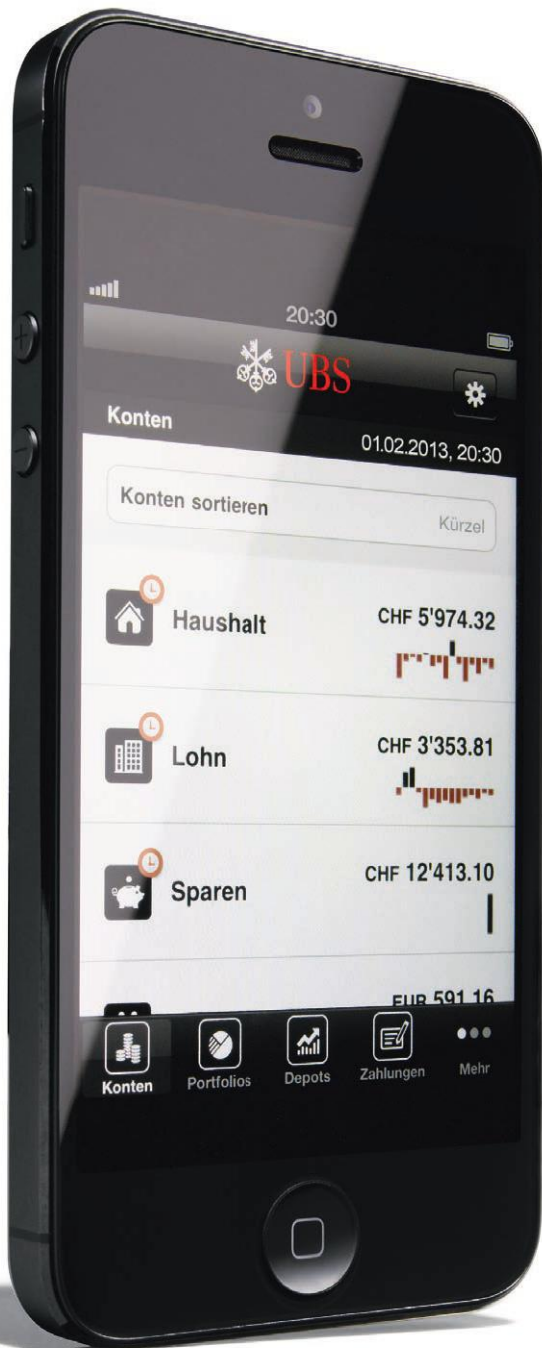 20:30
UBS
Konten
01.02.2013, 20:30
Konten sortieren Kürzel
Haushalt CHF 5'974.32
Lohn CHF 3'353.81
Sparen CHF 12'413.10
EUR 591.16
Konten Portfolios Depots Zahlungen Mehr